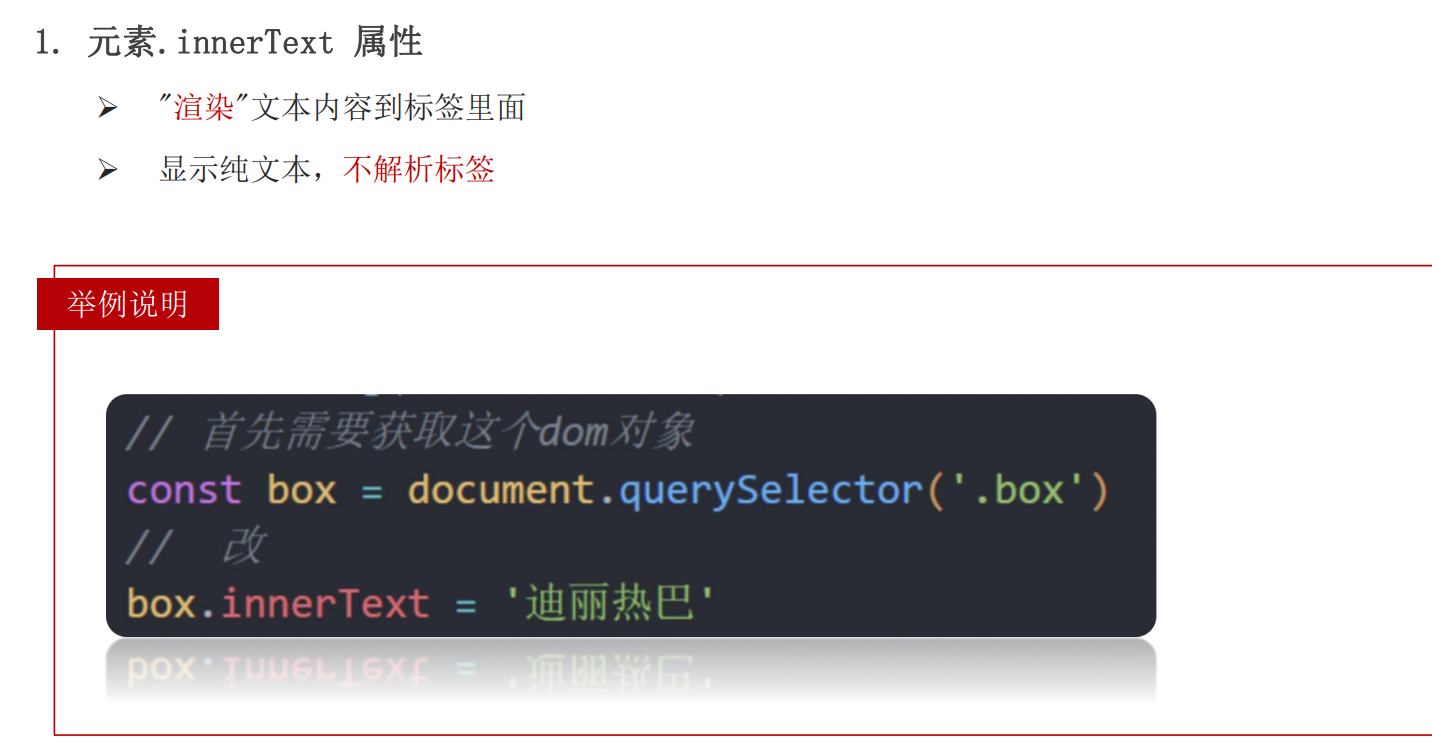 1. 元素.innerText 属性
➢ "渲染"文本内容到标签里面
➢ 显示纯文本，不解析标签
举例说明
// 首先需要获取这个dom对象
const box = document.querySelector('.box')
// 改
box.innerText = '迪丽热巴'